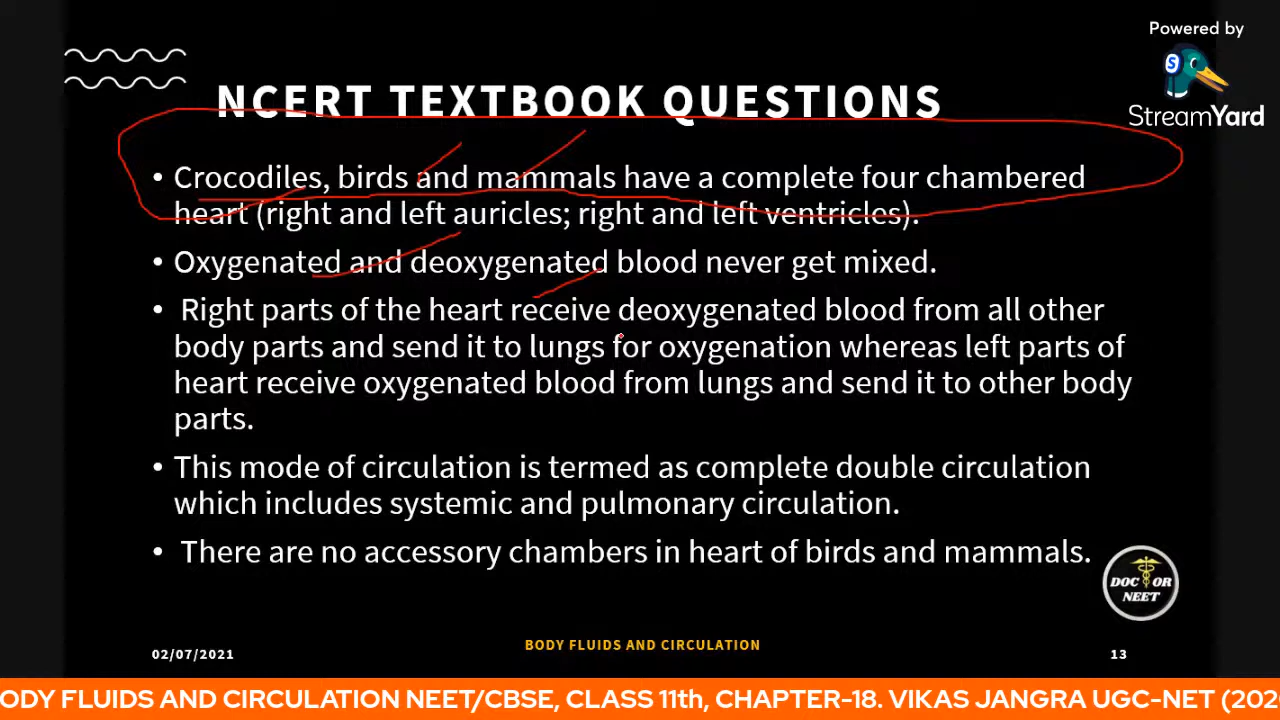 Powered by
S
StreamYard
NCERT TEXTBOOK QUESTIONS
• Crocodiles, birds and mammals have a complete four chambered
heart (right and left auricles; right and left ventricles).
• Oxygenated and deoxygenated blood never get mixed.
• Right parts of the heart receive deoxygenated blood from all other
body parts and send it to lungs for oxygenation whereas left parts of
heart receive oxygenated blood from lungs and send it to other body
parts.
• This mode of circulation is termed as complete double circulation
which includes systemic and pulmonary circulation.
• There are no accessory chambers in heart of birds and mammals.
DOC OR
NEET
02/07/2021
BODY FLUIDS AND CIRCULATION
13
ODY FLUIDS AND CIRCULATION NEET/CBSE, CLASS 11th, CHAPTER-18. VIKAS JANGRA UGC-NET (202